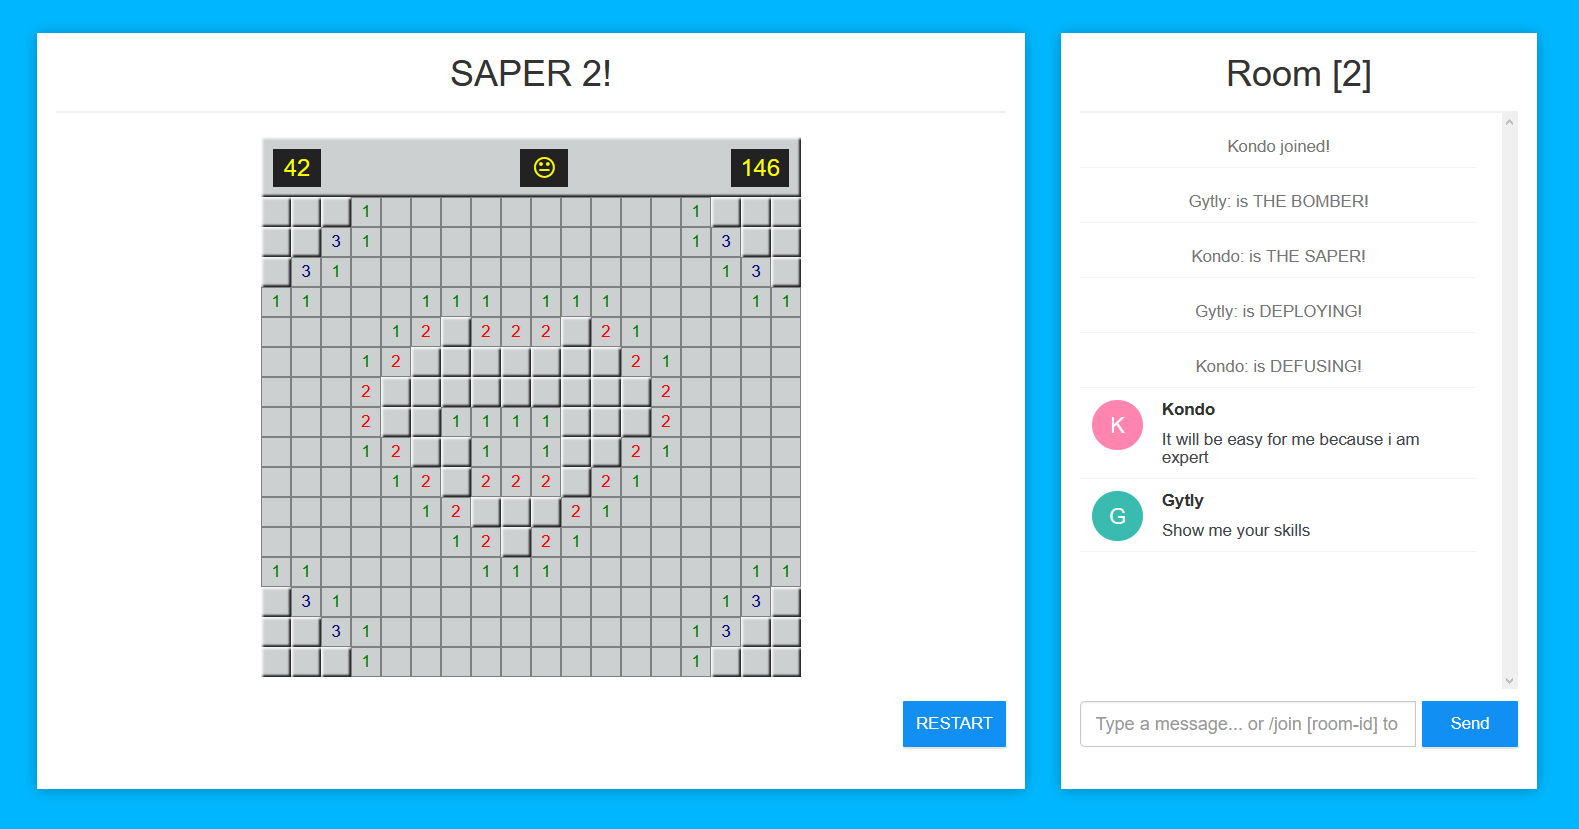 SAPER 2!
42 146
1 1
3 1 1 3
3 1 1 3
1 1 1 1 1 1 1 1 1 1
1 2 2 2 2 2 1
1 2 2 1
2 2
2 1 1 1 1 2
1 2 1 1 2 1
1 2 2 2 2 2 1
1 2 2 1
1 2 2 1
1 1 1 1 1 1 1
3 1 1 3
3 1 1 3
1 1
RESTART
Room [2]
Kondo joined!
Gytly: is THE BOMBER!
Kondo: is THE SAPER!
Gytly: is DEPLOYING!
Kondo: is DEFUSING!
K Kondo
It will be easy for me because i am
expert
G Gytly
Show me your skills
Type a message... or /join [room-id] to
Send